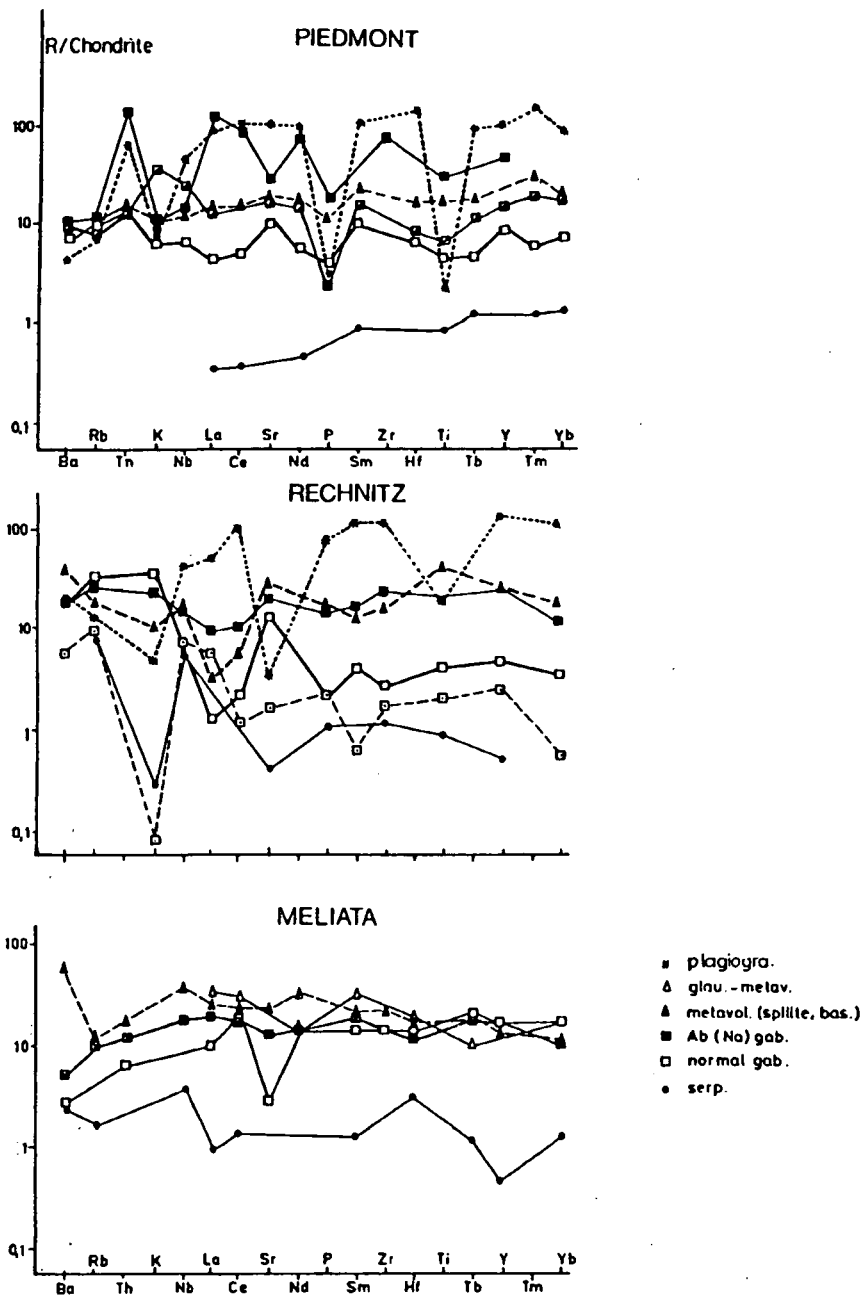 PIEDMONT
R/Chondrite
100
10
1
0,1
Rb K La Sr P Zr Ti Y Yb
Ba Tn Nb Ce Nd Sm Hf Tb Tm
RECHNITZ
100
10
1
0,1
MELIATA
100
10
1
0,1
Rb K La Sr P Zr Ti Y Yb
Ba Th Nb Ce Nd Sm Hf Tb Tm
plagiogra.
glau.-metav.
metavol. (spilite, bas.)
Ab (Na) gab.
normal gab.
serp.